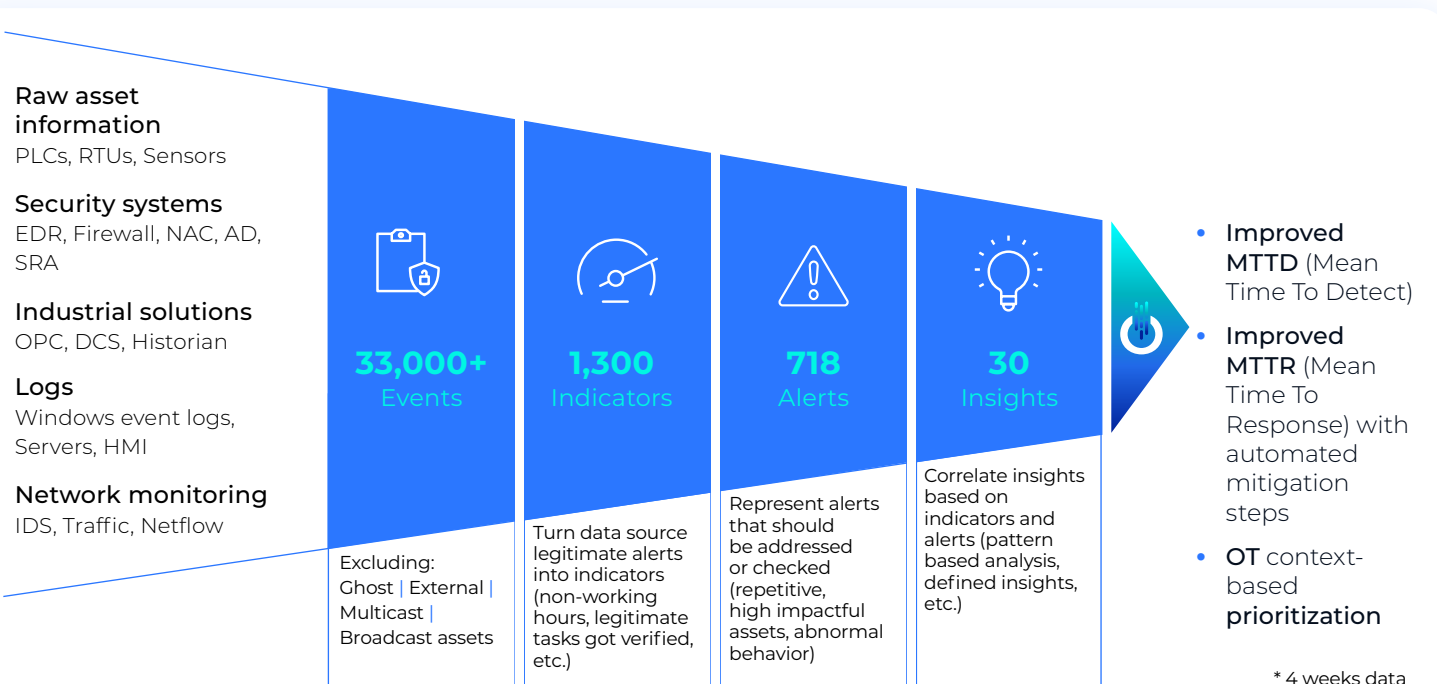 Raw asset
information
PLCs, RTUs, Sensors
Security systems
EDR, Firewall, NAC, AD,
SRA
Industrial solutions
OPC, DCS, Historian
Logs
Windows event logs,
Servers, HMI
Network monitoring
IDS, Traffic, Netflow
33,000+
Events
Excluding:
Ghost | External |
Multicast |
Broadcast assets
1,300
Indicators
Turn data source
legitimate alerts
into indicators
(non-working
hours, legitimate
tasks got verified,
etc.)
718
Alerts
Represent alerts
that should
be addressed
or checked
(repetitive,
high impactful
assets, abnormal
behavior)
30
Insights
Correlate insights
based on
indicators and
alerts (pattern
based analysis,
defined insights,
etc.)
• Improved
MTTD (Mean
Time To Detect)
• Improved
MTTR (Mean
Time To
Response) with
automated
mitigation
steps
• OT context-
based
prioritization
* 4 weeks data